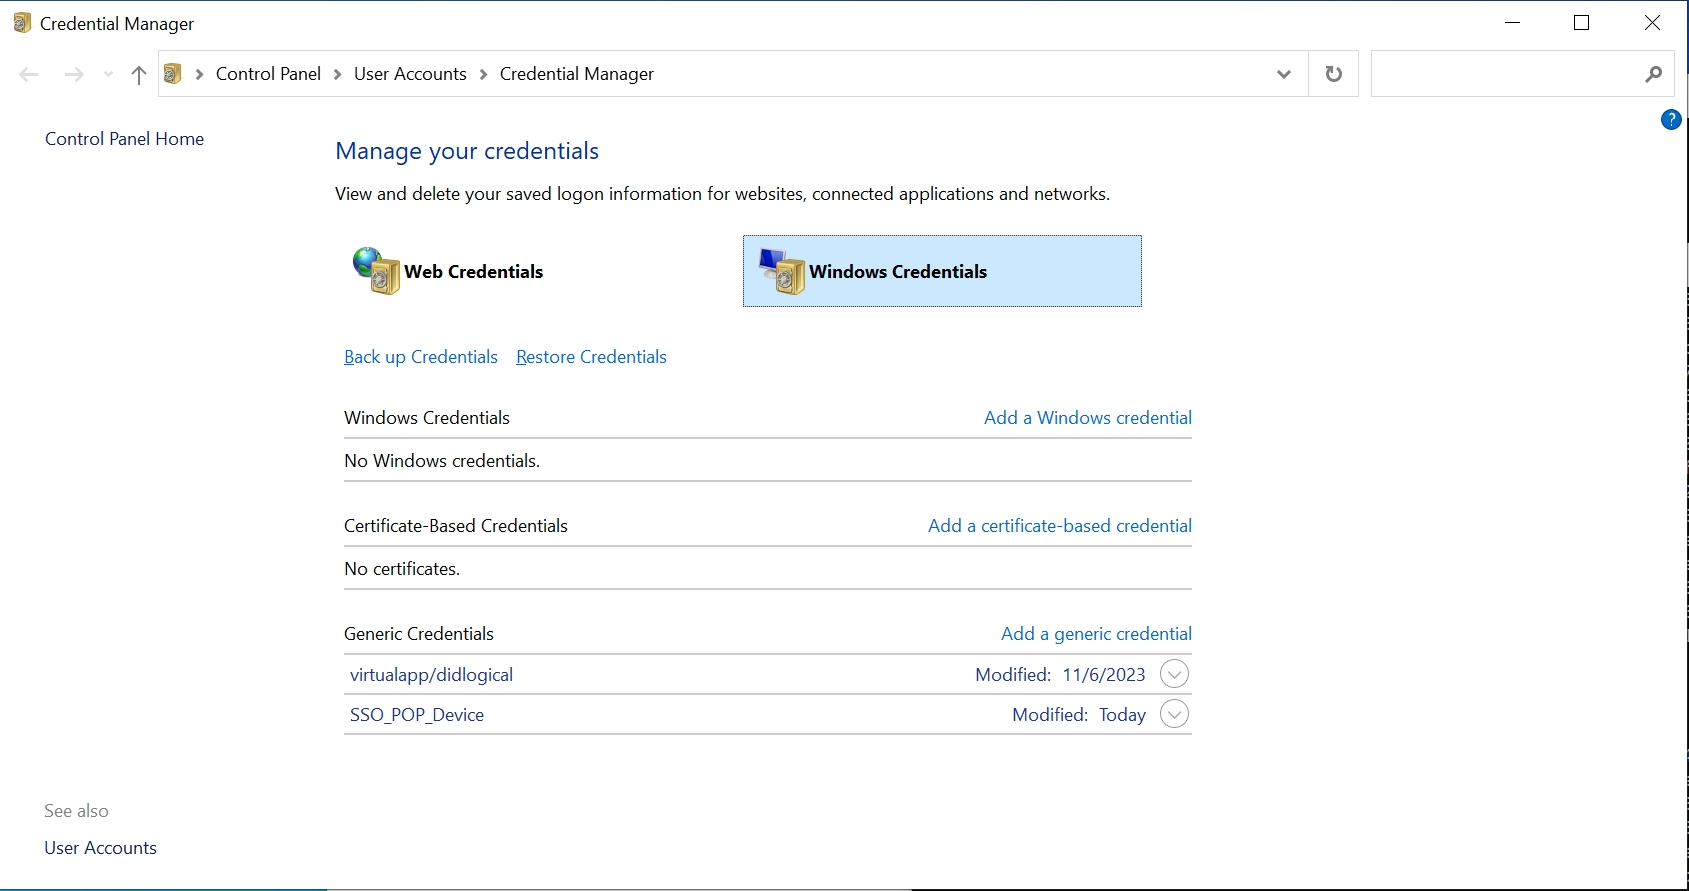 Credential Manager
Control Panel > User Accounts > Credential Manager
?
Control Panel Home
Manage your credentials
View and delete your saved logon information for websites, connected applications and networks.
Web Credentials
Windows Credentials
Back up Credentials Restore Credentials
Windows Credentials Add a Windows credential
No Windows credentials.
Certificate-Based Credentials Add a certificate-based credential
No certificates.
Generic Credentials Add a generic credential
virtualapp/didlogical Modified: 11/6/2023
SSO_POP_Device Modified: Today
See also
User Accounts